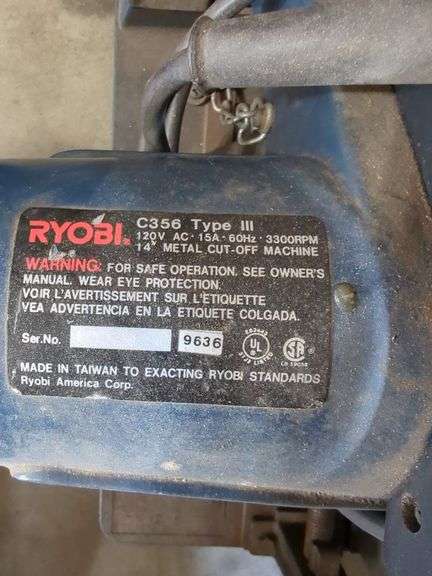 RYOBI®
C356 Type III
120V AC · 15A · 60Hz · 3300RPM
14" METAL CUT-OFF MACHINE
WARNING: FOR SAFE OPERATION. SEE OWNER'S
MANUAL. WEAR EYE PROTECTION.
VOIR L'AVERTISSEMENT SUR L'ETIQUETTE
VEA ADVERTENCIA EN LA ETIQUETE COLGADA.
Ser.No. 9636
UL
SA
MADE IN TAIWAN TO EXACTING RYOBI STANDARDS
Ryobi America Corp.